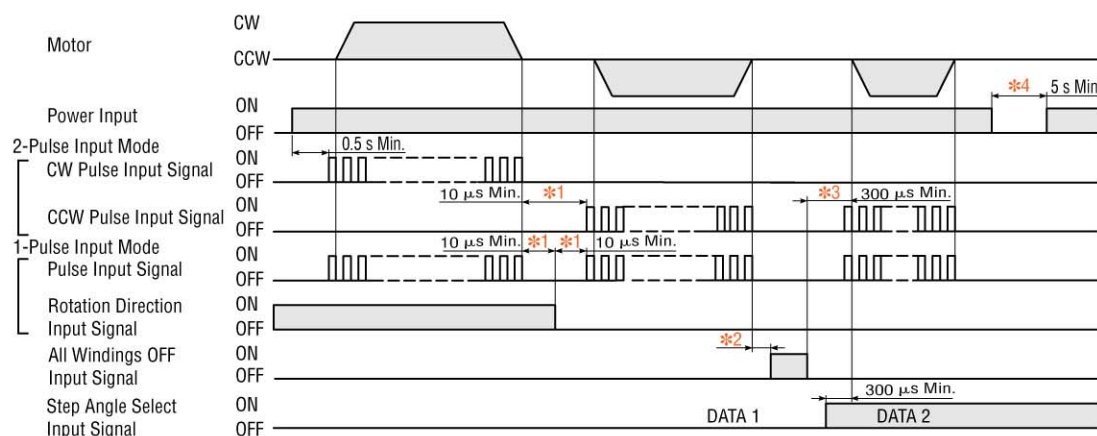 CW
Motor
CCW
Power Input
ON
OFF
*4
5 s Min
2-Pulse Input Mode
0.5 s Min.
CW Pulse Input Signal
ON
OFF
CCW Pulse Input Signal
ON
OFF
10 µs Min.
*1
*3
300 µs Min.
1-Pulse Input Mode
10 µs Min.
*1
*1
10 µs Min.
Pulse Input Signal
ON
OFF
Rotation Direction
Input Signal
ON
OFF
All Windings OFF
Input Signal
ON
OFF
*2
Step Angle Select
Input Signal
ON
OFF
300 µs Min.
DATA 1
DATA 2